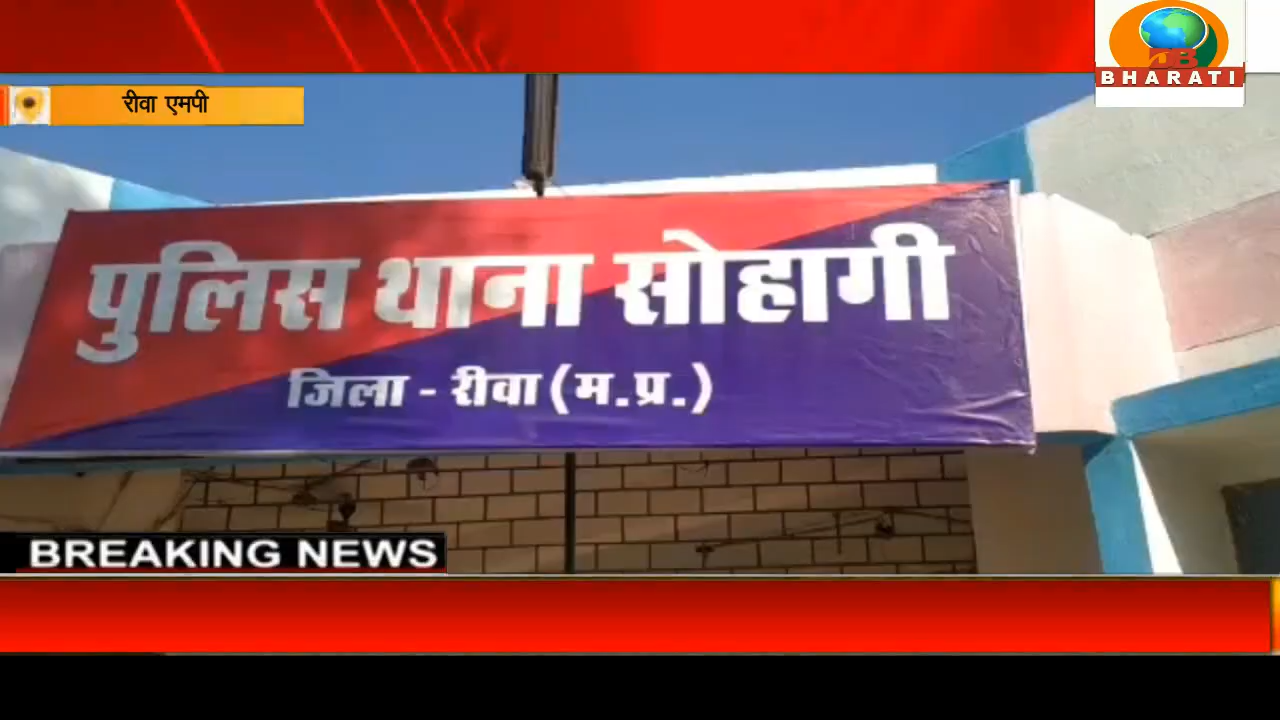 BHARATI
रीवा एमपी
पुलिस थाना सोहागी
जिला - रीवा (म.प्र.)
BREAKING NEWS